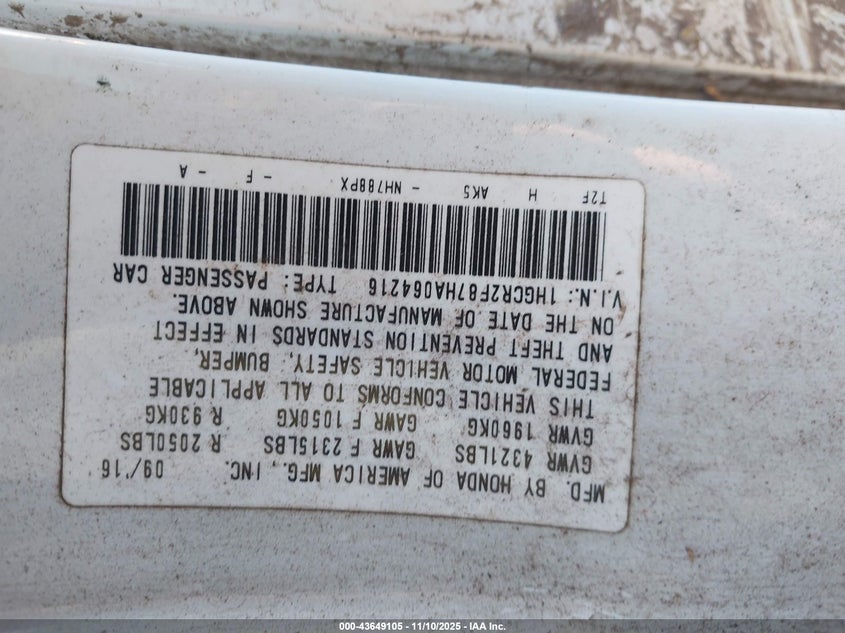 MFD. BY HONDA OF AMERICA MFG., INC. 09/'16
GVWR 4321LBS GAWR F 2315LBS R 2050LBS
GVWR 1960KG GAWR F 1050KG R 930KG
THIS VEHICLE CONFORMS TO ALL APPLICABLE
FEDERAL MOTOR VEHICLE SAFETY, BUMPER,
AND THEFT PREVENTION STANDARDS IN EFFECT
ON THE DATE OF MANUFACTURE SHOWN ABOVE.
V.I.N.: 1HGCR2F87HA064216 TYPE: PASSENGER CAR
T2F H AK5 - NH788PX - F - A
000-43649105 - 11/10/2025 - IAA Inc.